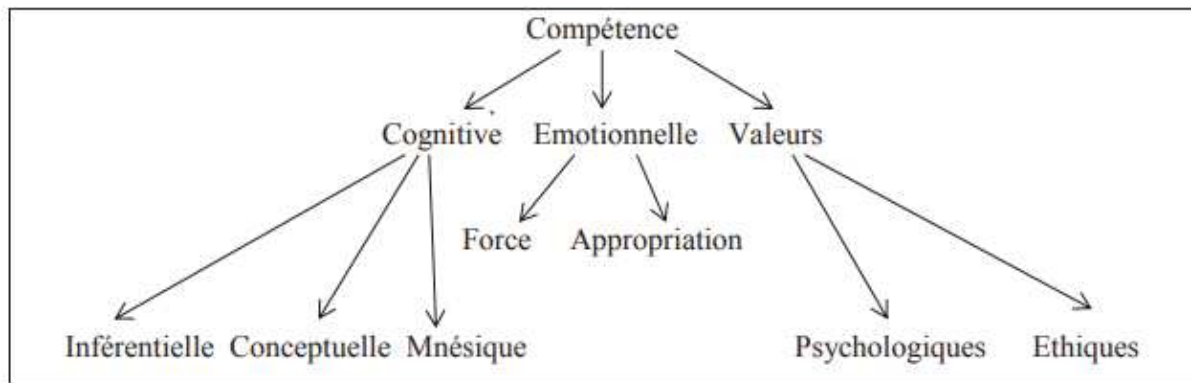 Compétence
Cognitive Emotionnelle Valeurs
Force Appropriation
Inférentielle Conceptuelle Mnésique Psychologiques Ethiques